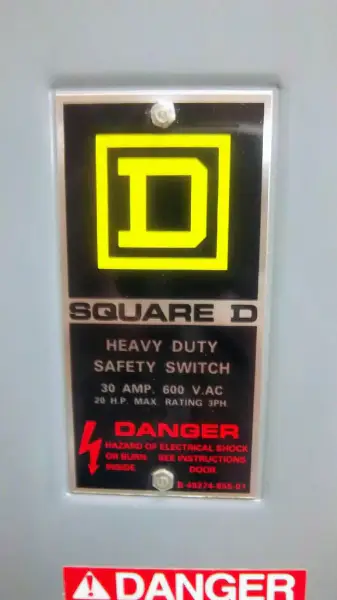 D
SQUARE D
HEAVY DUTY
SAFETY SWITCH
30 AMP. 600 V.AC
20 H.P. MAX RATING 3PH.
DANGER
HAZARD OF ELECTRICAL SHOCK
OR BURN SEE INSTRUCTIONS
INSIDE DOOR
DANGER